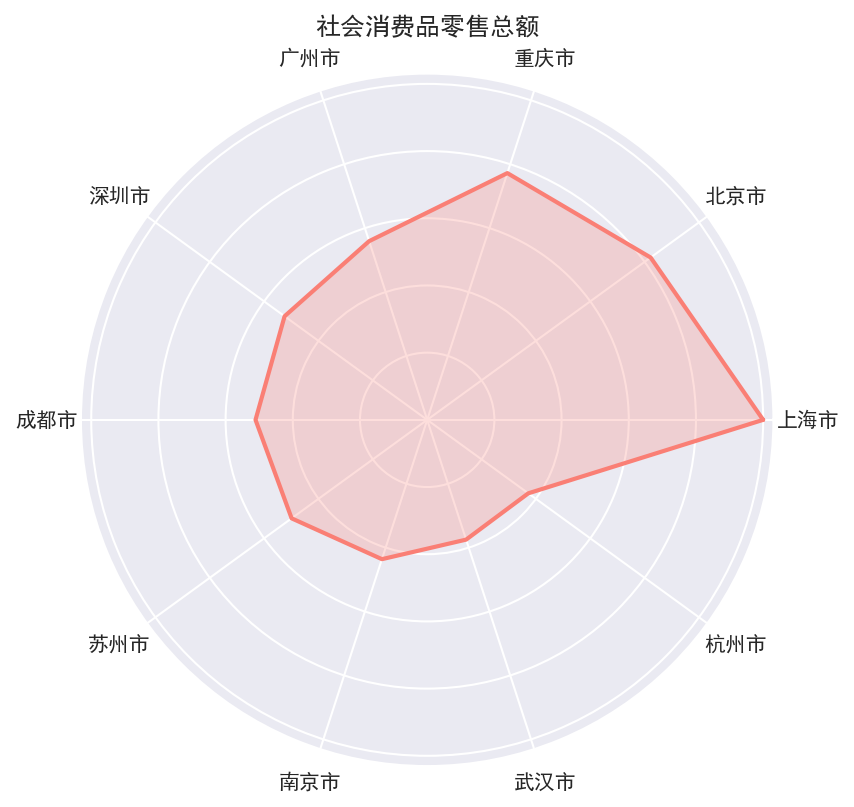 社会消费品零售总额
广州市
重庆市
深圳市
北京市
成都市
上海市
苏州市
杭州市
南京市
武汉市